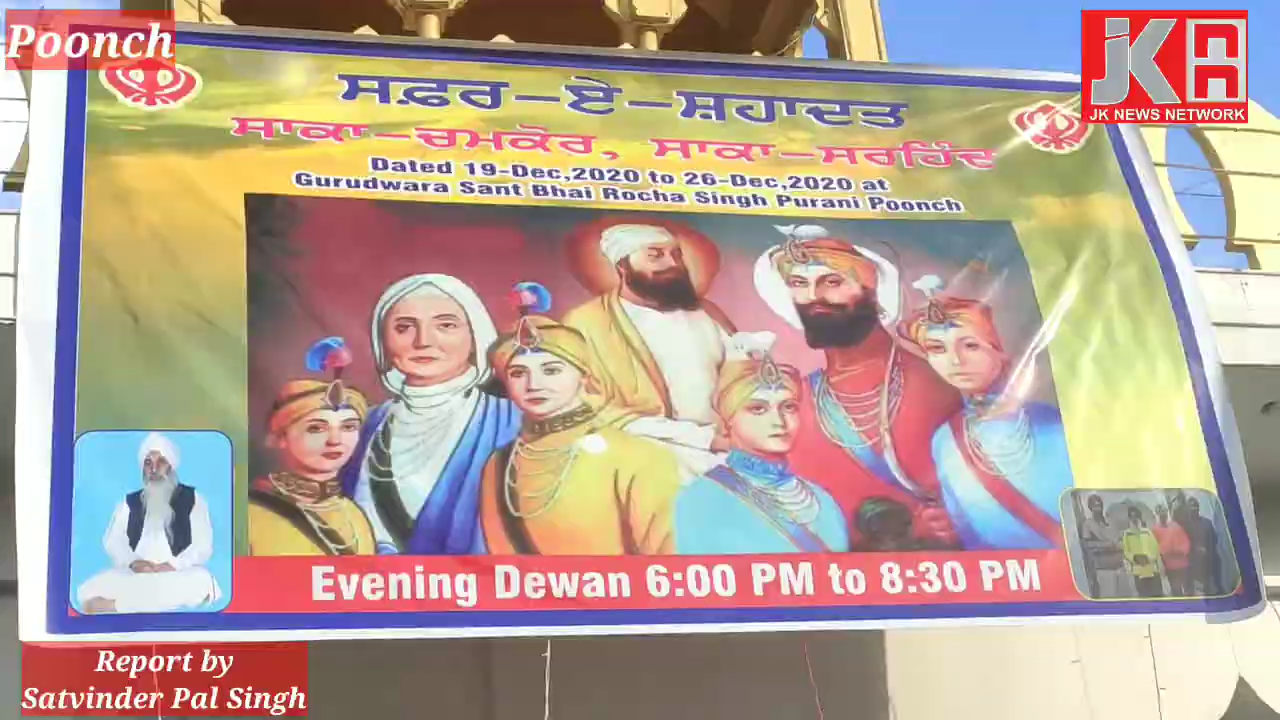 Poonch
JK NEWS NETWORK
ਸਫ਼ਰ-ਏ-ਸ਼ਹਾਦਤ
ਸਾਕਾ-ਚਮਕੋਰ, ਸਾਕਾ-ਸਰਹਿੰਦ
Dated 19-Dec,2020 to 26-Dec,2020 at
Gurudwara Sant Bhai Rocha Singh Purani Poonch
Evening Dewan 6:00 PM to 8:30 PM
Report by
Satvinder Pal Singh